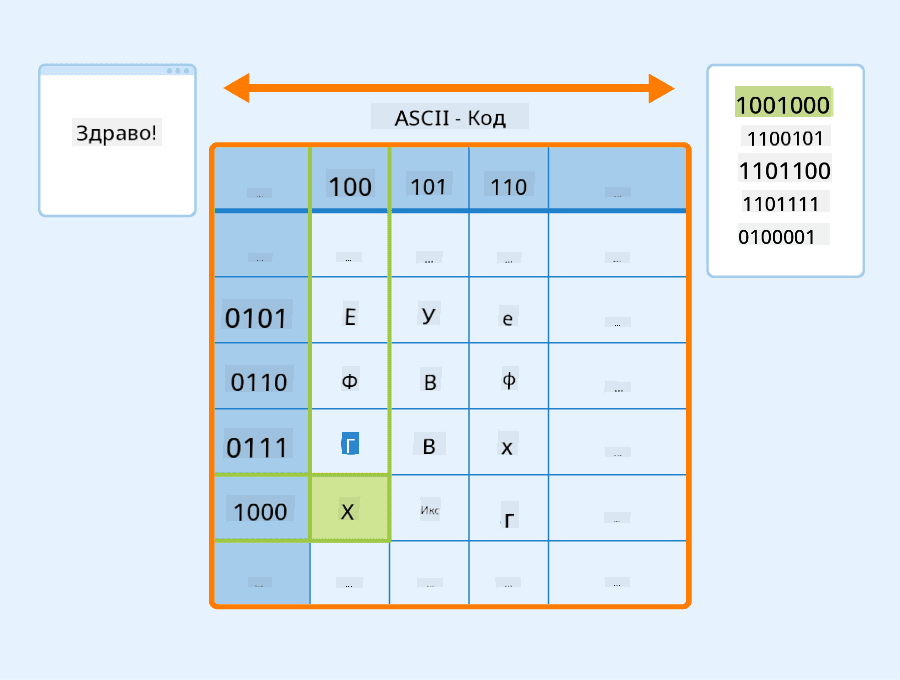 Здраво!
ASCII - Код
1001000
1100101
1101100
1101111
0100001
... 100 101 110 ...
... ... ... ... ...
0101 Е У е ...
0110 Ф В ф ...
0111 Г В х ...
1000 Х Икс г ...
... ... ... ... ...